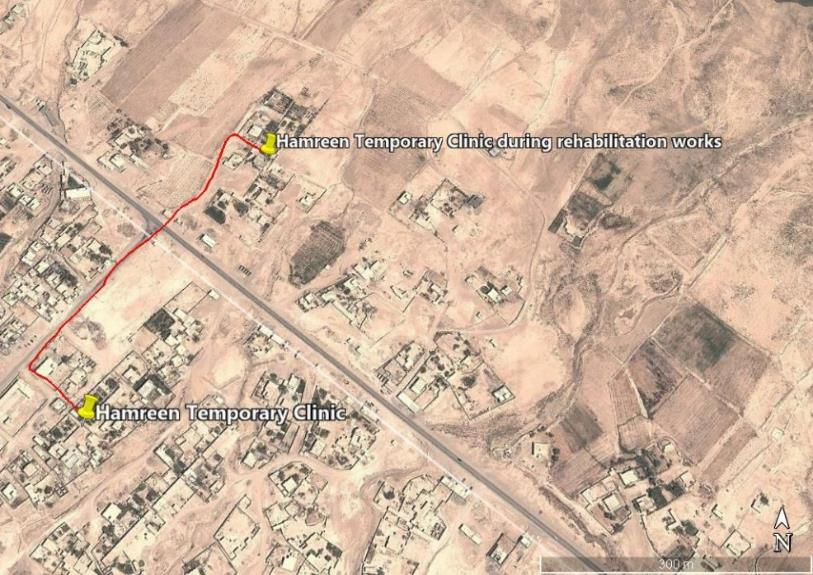 Hamreen Temporary Clinic during rehabilitation works
Hamreen Temporary Clinic
N
300 m